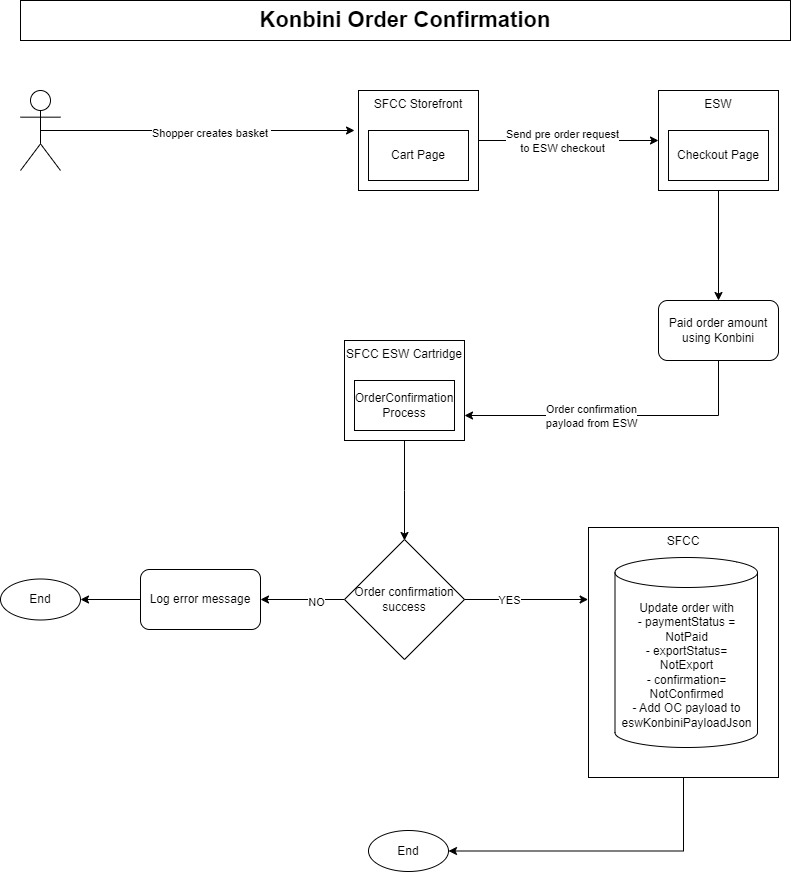 Konbini Order Confirmation
SFCC Storefront
ESW
Shopper creates basket
Send pre order request
to ESW checkout
Cart Page
Checkout Page
Paid order amount
using Konbini
SFCC ESW Cartridge
OrderConfirmation
Process
Order confirmation
payload from ESW
SFCC
Order confirmation
success
End
Log error message
NO
YES
Update order with
- paymentStatus =
NotPaid
- exportStatus=
NotExport
- confirmation=
NotConfirmed
- Add OC payload to
eswKonbiniPayloadJson
End